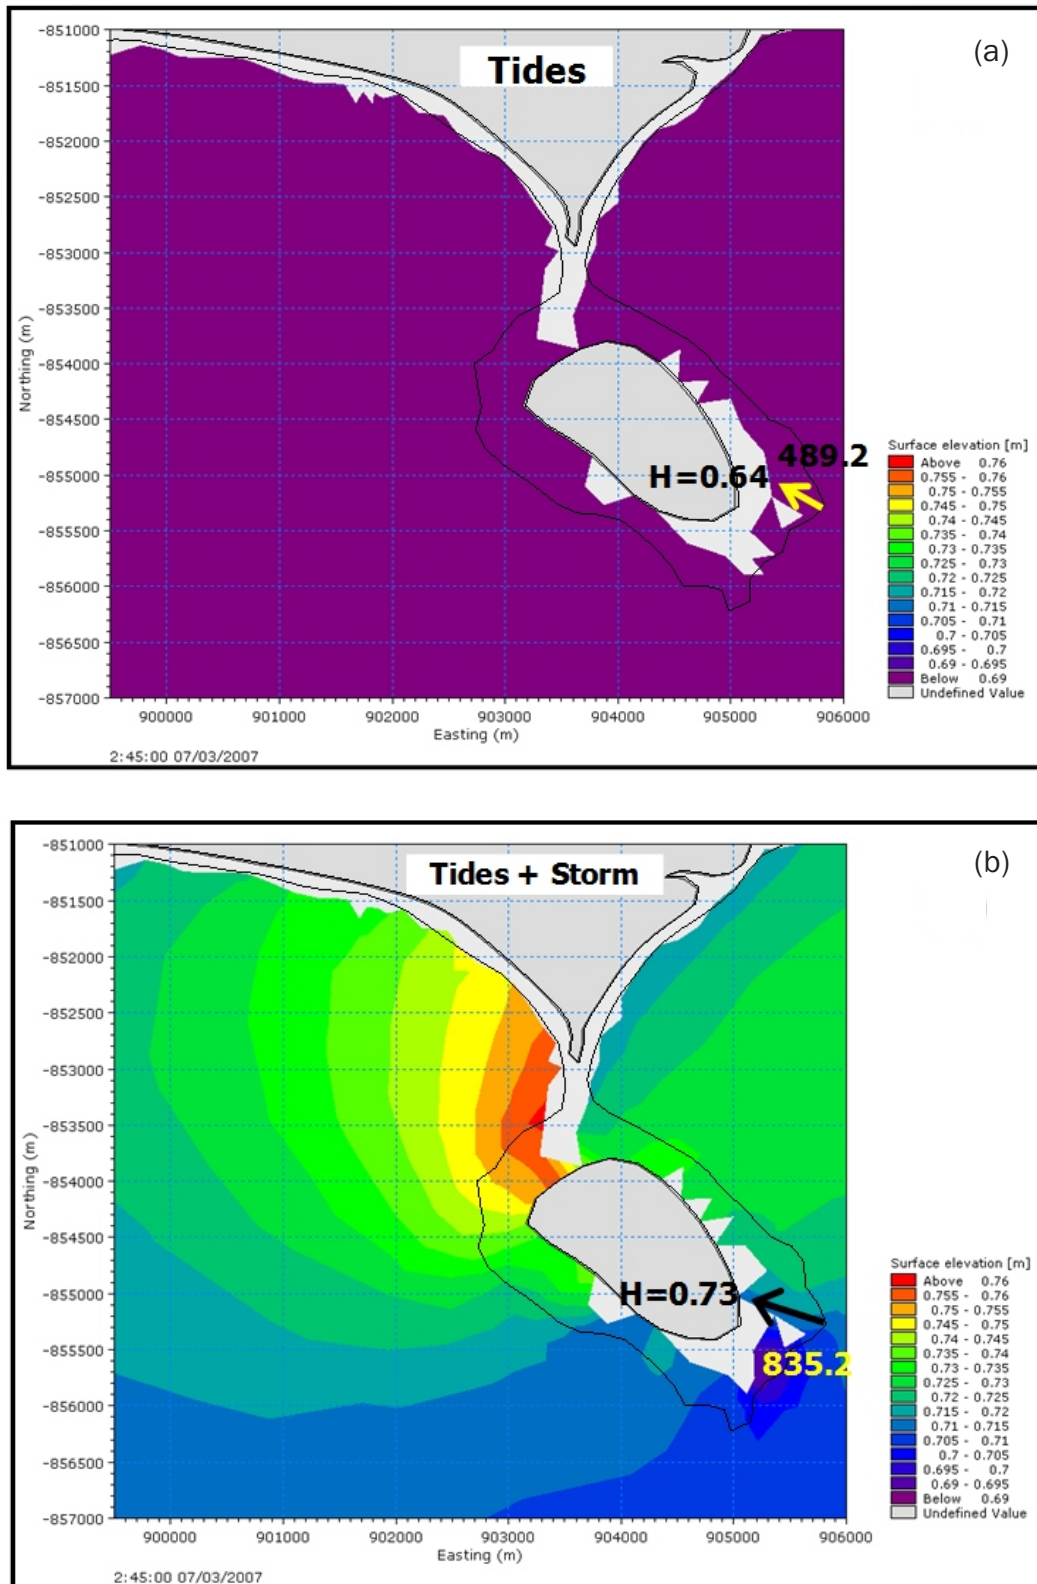 (a)
Tides
-851000
-851500
-852000
-852500
-853000
-853500
-854000
-854500
-855000
-855500
-856000
-856500
-857000
Northing (m)
489.2
H=0.64
Surface elevation [m]
Above 0.76
0.755 - 0.76
0.75 - 0.755
0.745 - 0.75
0.74 - 0.745
0.735 - 0.74
0.73 - 0.735
0.725 - 0.73
0.72 - 0.725
0.715 - 0.72
0.71 - 0.715
0.705 - 0.71
0.7 - 0.705
0.695 - 0.7
0.69 - 0.695
Below 0.69
Undefined Value
900000 901000 902000 903000 904000 905000 906000
Easting (m)
2:45:00 07/03/2007
(b)
Tides + Storm
-851000
-851500
-852000
-852500
-853000
-853500
-854000
-854500
-855000
-855500
-856000
-856500
-857000
Northing (m)
H=0.73
835.2
Surface elevation [m]
Above 0.76
0.755 - 0.76
0.75 - 0.755
0.745 - 0.75
0.74 - 0.745
0.735 - 0.74
0.73 - 0.735
0.725 - 0.73
0.72 - 0.725
0.715 - 0.72
0.71 - 0.715
0.705 - 0.71
0.7 - 0.705
0.695 - 0.7
0.69 - 0.695
Below 0.69
Undefined Value
900000 901000 902000 903000 904000 905000 906000
Easting (m)
2:45:00 07/03/2007